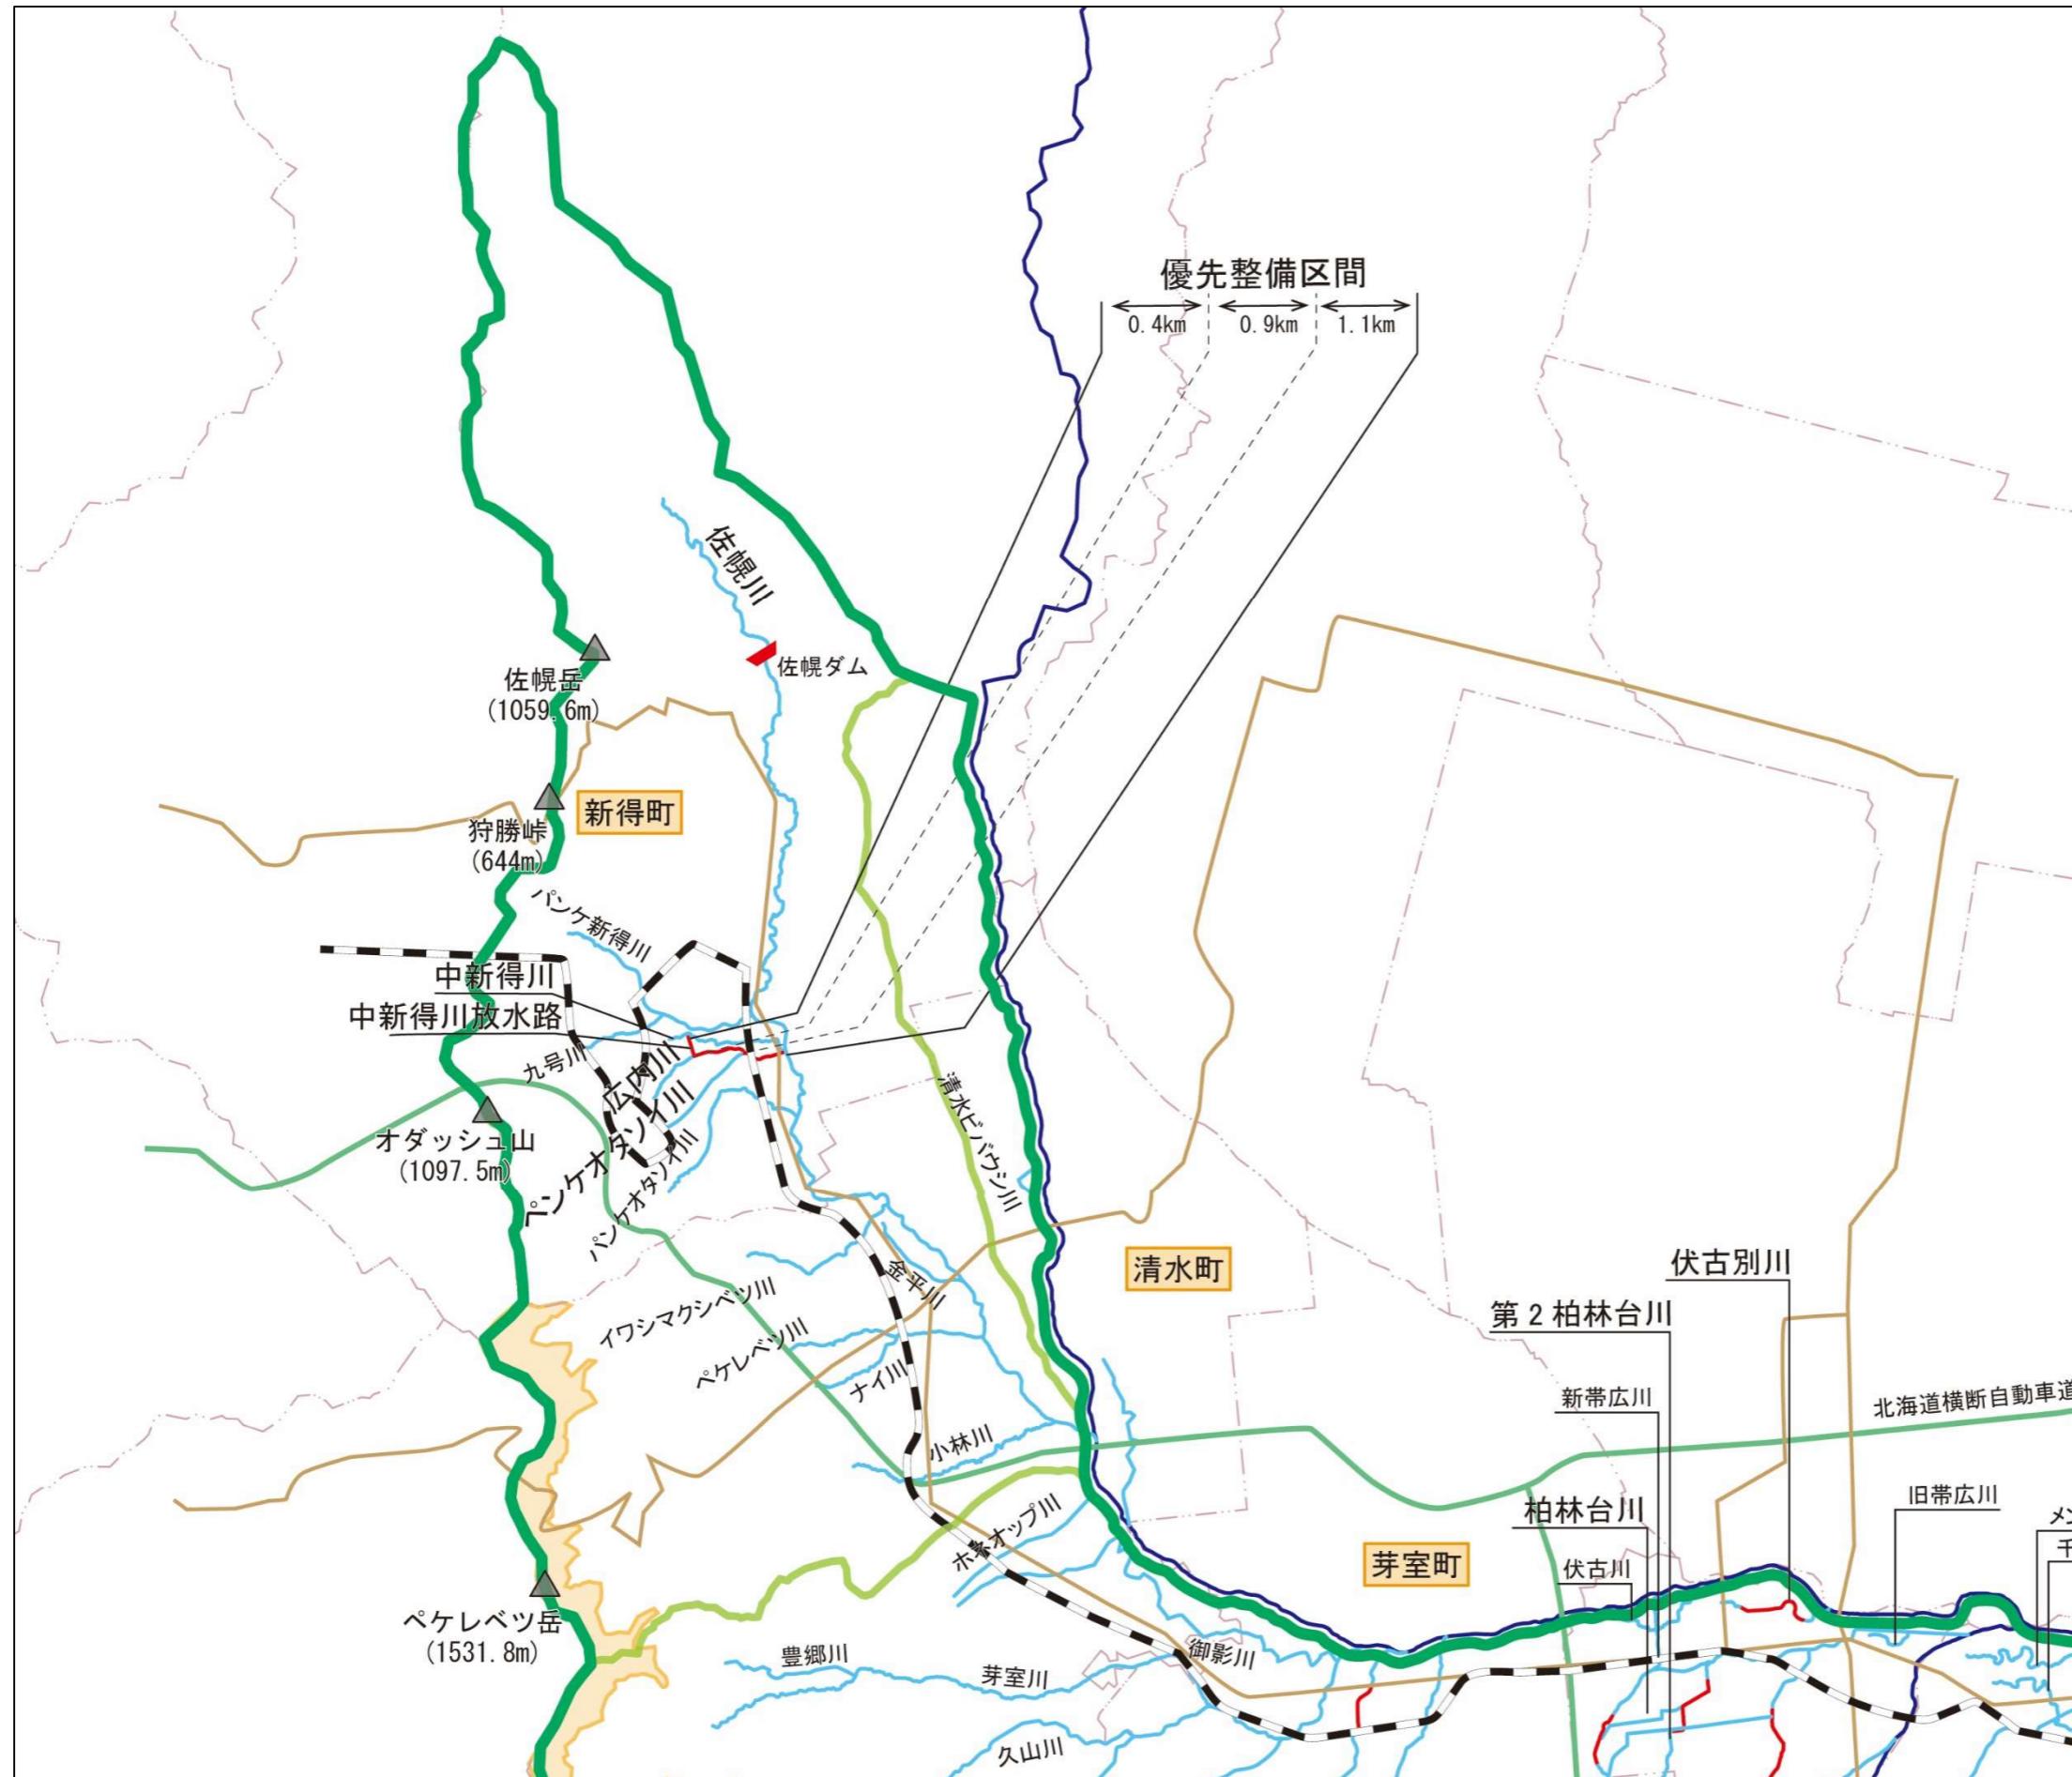 優先整備区間
0.4km
0.9km
1.1km
佐幌川
佐幌ダム
佐幌岳
(1059.6m)
新得町
狩勝峠
(644m)
パンケ新得川
中新得川
中新得川放水路
九号川
広内川
ペンケオタソイ川
パンケオタソイ川
オダッシュ山
(1097.5m)
清水ビバウシ川
清水町
金平川
イワシマクシベツ川
ペケレベツ川
ナイ川
小林川
伏古別川
第2柏林台川
新帯広川
北海道横断自動車道
旧帯広川
柏林台川
伏古川
芽室町
ホネオップ川
ペケレベツ岳
(1531.8m)
豊郷川
芽室川
御影川
久山川